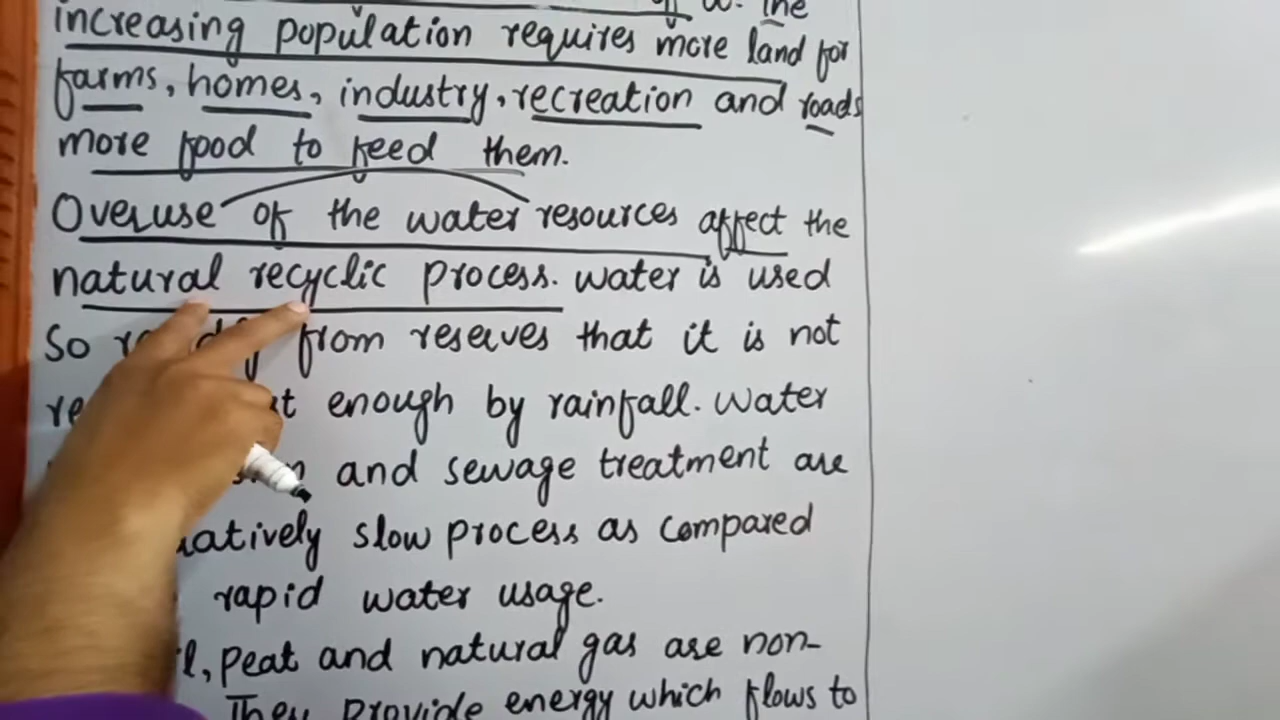 of a. The
increasing population requires more land for
farms, homes, industry, recreation and roads
more food to feed them.
Overuse of the water resources affect the
natural recyclic process. water is used
So from reserves that it is not
enough by rainfall. Water
and sewage treatment are
slow process as compared
rapid water usage.
peat and natural gas are non-
They provide energy which flows to